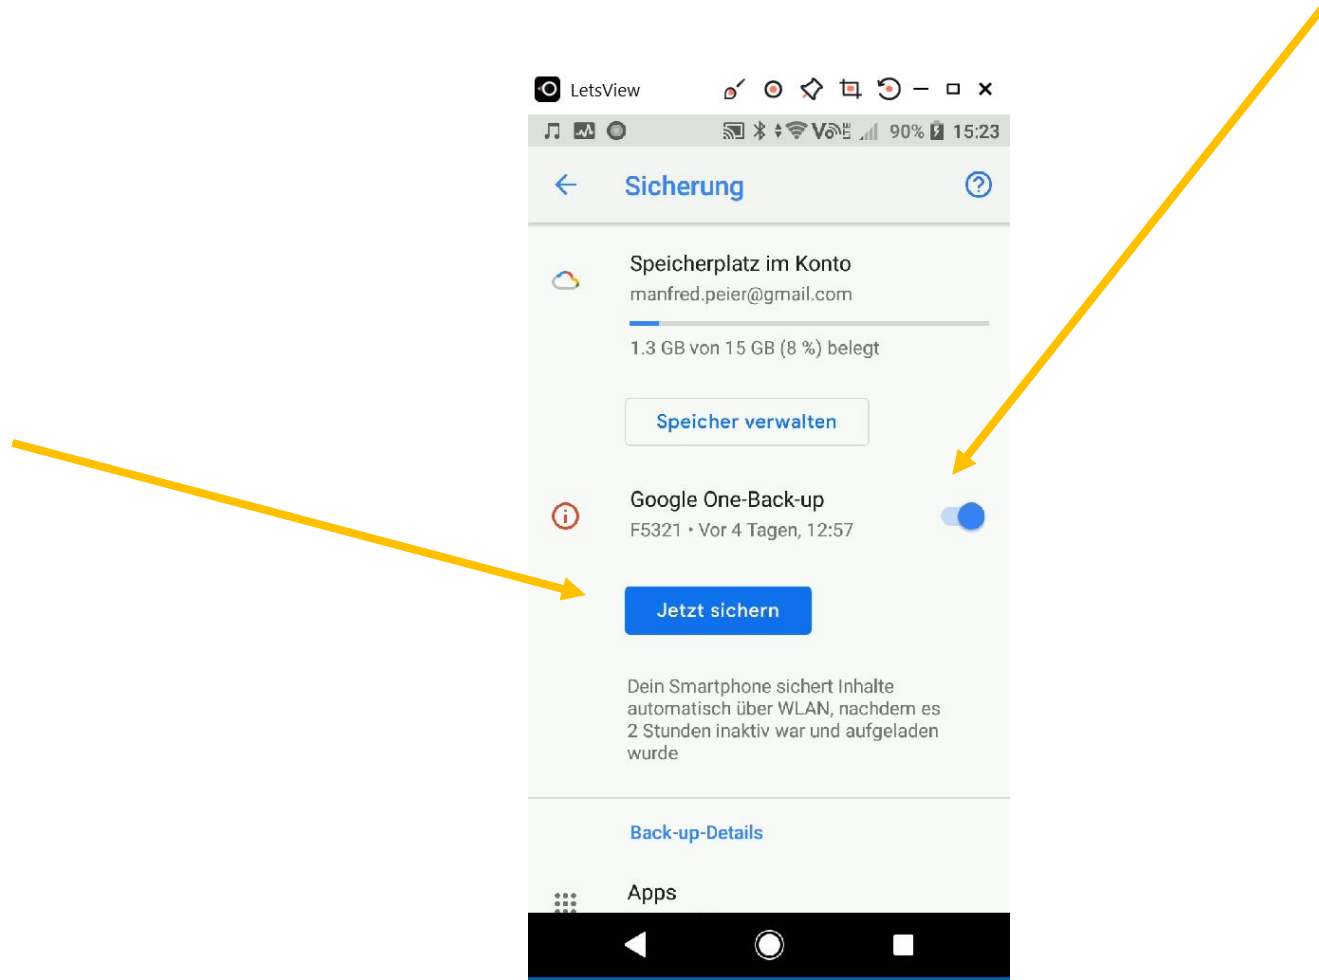 LetsView
90% 15:23
Sicherung
Speicherplatz im Konto
manfred.peier@gmail.com
1.3 GB von 15 GB (8 %) belegt
Speicher verwalten
Google One-Back-up
F5321 • Vor 4 Tagen, 12:57
Jetzt sichern
Dein Smartphone sichert Inhalte
automatisch über WLAN, nachdem es
2 Stunden inaktiv war und aufgeladen
wurde
Back-up-Details
Apps